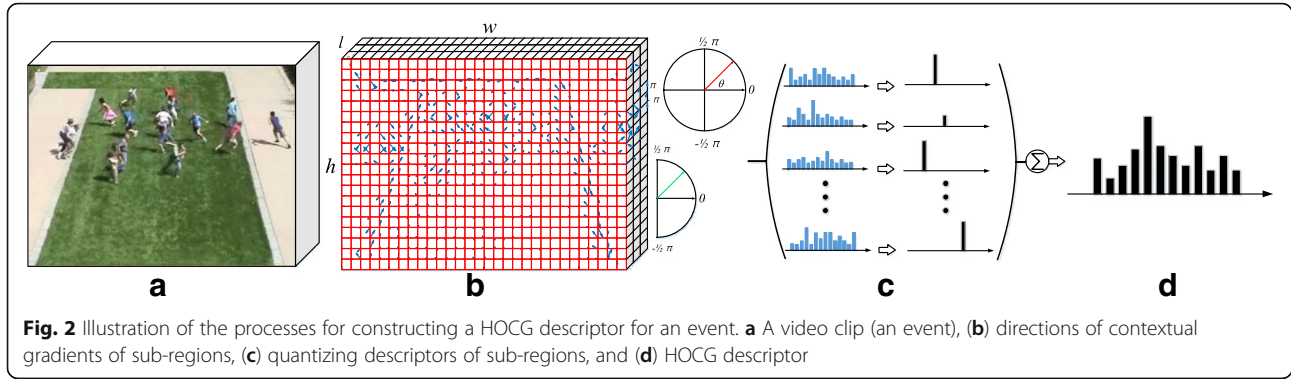 l
w
h
½ π
π
-π
θ
0
-½ π
½ π
0
-½ π
Σ
a
b
c
d
Fig. 2 Illustration of the processes for constructing a HOCG descriptor for an event. a A video clip (an event), (b) directions of contextual
gradients of sub-regions, (c) quantizing descriptors of sub-regions, and (d) HOCG descriptor